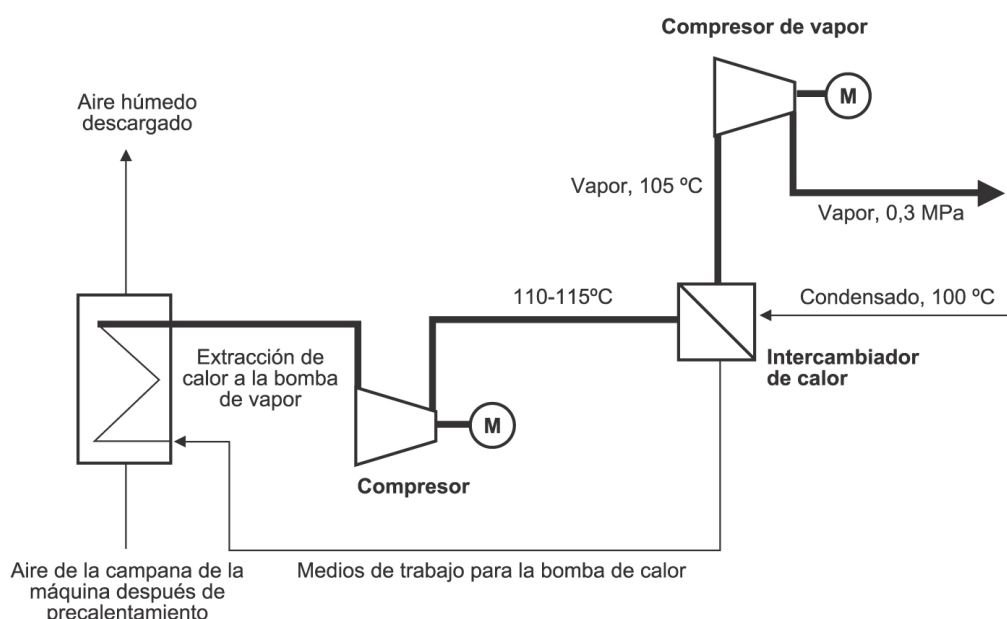 Compresor de vapor
M
Aire húmedo
descargado
Vapor, 105 ºC
Vapor, 0,3 MPa
110-115ºC
Condensado, 100 ºC
Extracción de
calor a la bomba
de vapor
Intercambiador
de calor
M
Compresor
Aire de la campana de la
máquina después de
precalentamiento
Medios de trabajo para la bomba de calor